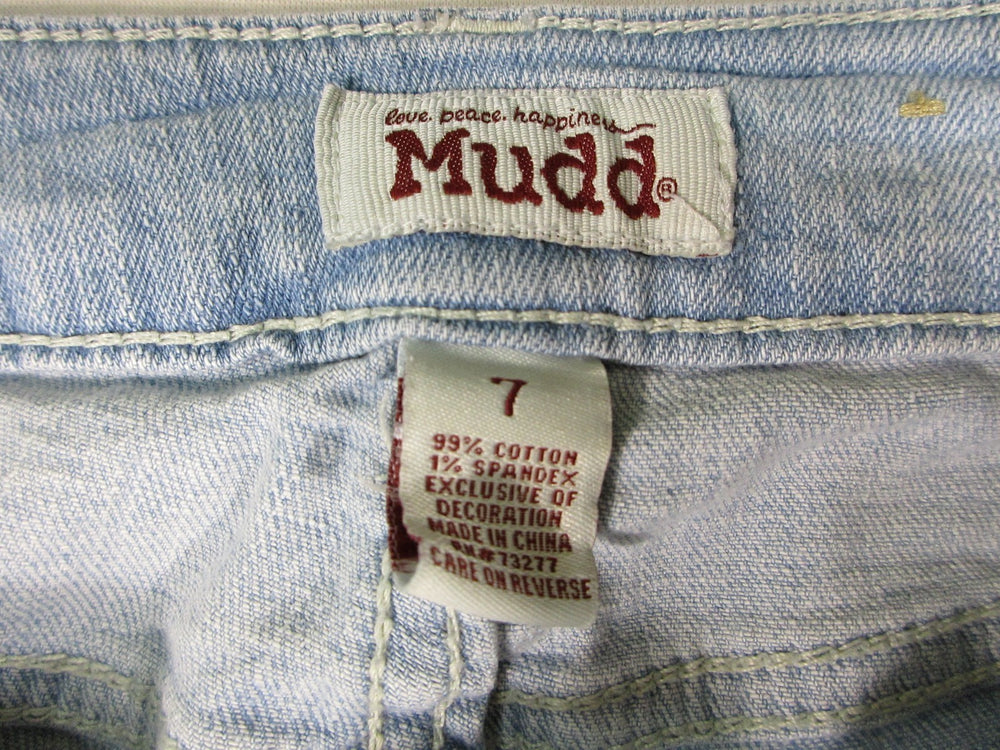 love. peace. happiness
Mudd®
7
99% COTTON
1% SPANDEX
EXCLUSIVE OF
DECORATION
MADE IN CHINA
RN# 73277
CARE ON REVERSE